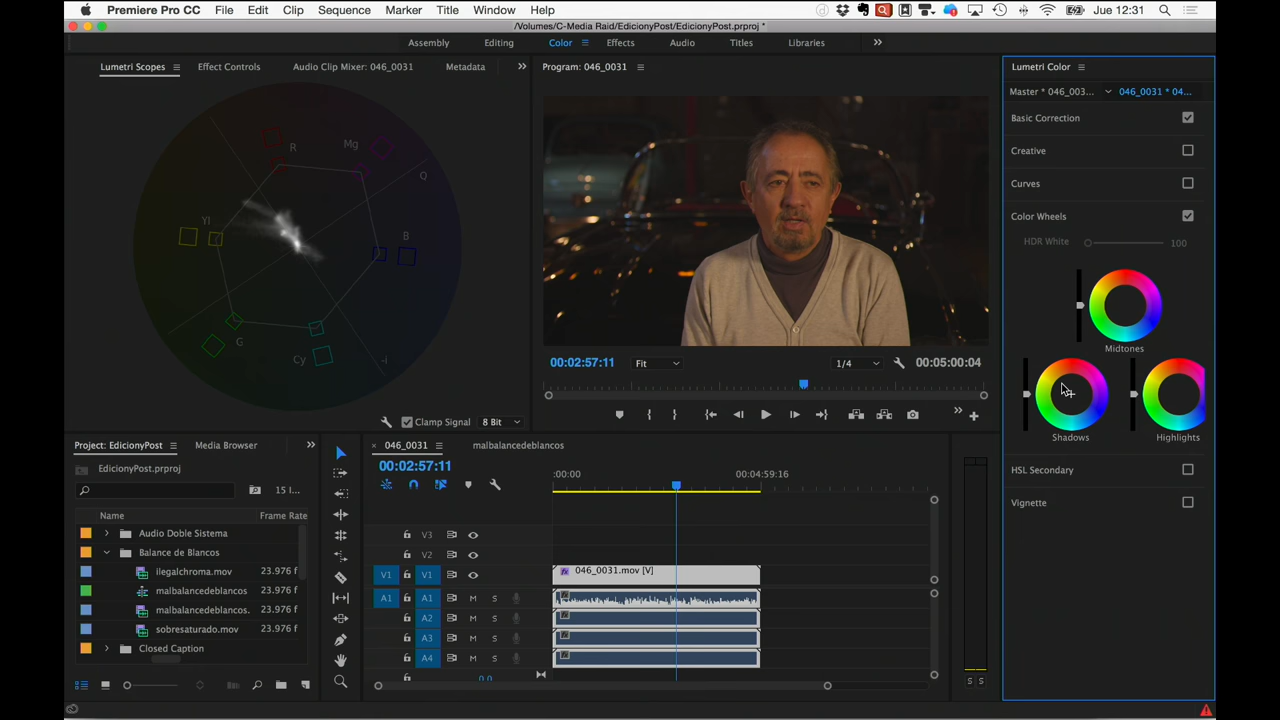 Premiere Pro CC File Edit Clip Sequence Marker Title Window Help Jue 12:31
/Volumes/C-Media Raid/EdicionyPost/EdicionyPost.prproj *
Assembly Editing Color Effects Audio Titles Libraries
Lumetri Scopes Effect Controls Audio Clip Mixer: 046_0031 Metadata
R Mg Q B -i Cy G Yl
Clamp Signal 8 Bit
Program: 046_0031
00:02:57:11 Fit 1/4 00:05:00:04
Lumetri Color
Master * 046_003... 046_0031 * 04...
Basic Correction
Creative
Curves
Color Wheels
HDR White 100
Midtones
Shadows Highlights
HSL Secondary
Vignette
Project: EdicionyPost Media Browser
EdicionyPost.prproj
15 I...
Name Frame Rate
Audio Doble Sistema
Balance de Blancos
ilegalchroma.mov 23.976 f
malbalancedeblancos 23.976 f
malbalancedeblancos. 23.976 f
sobresaturado.mov 23.976 f
Closed Caption
046_0031 malbalancedeblancos
00:02:57:11 :00:00 00:04:59:16
V3
V2
V1 V1 fx 046_0031.mov [V]
A1 A1 M S
A2 M S
A3 M S
A4 M S
0,0
S S